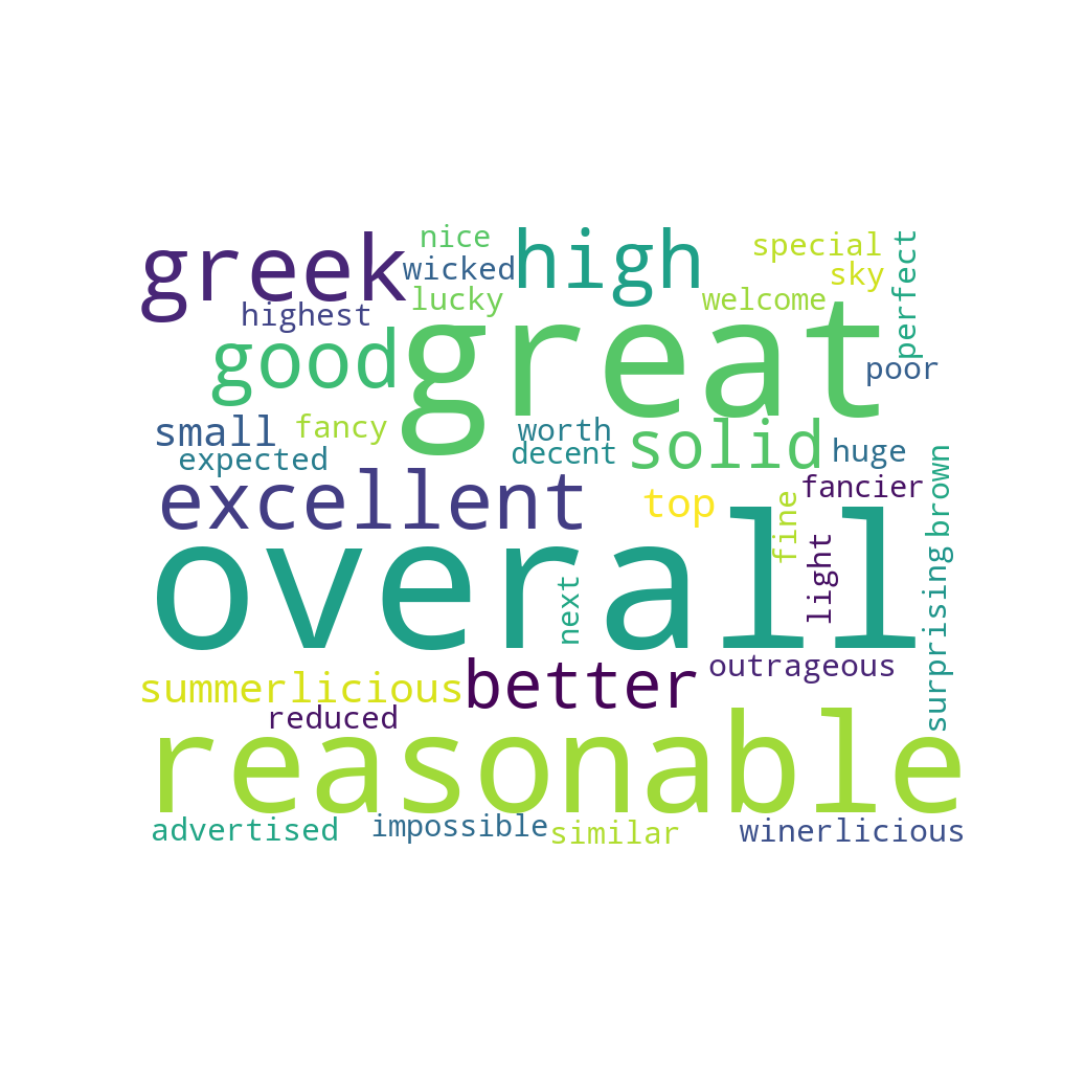 greek
nice
high
special
perfect
wicked
sky
lucky
welcome
highest
good
great
poor
small
fancy
worth
solid
huge
expected
decent
excellent
top
fine
fancier
brown
overall
next
light
surprising
summerlicious
better
outrageous
reduced
reasonable
advertised
impossible
similar
winerlicious